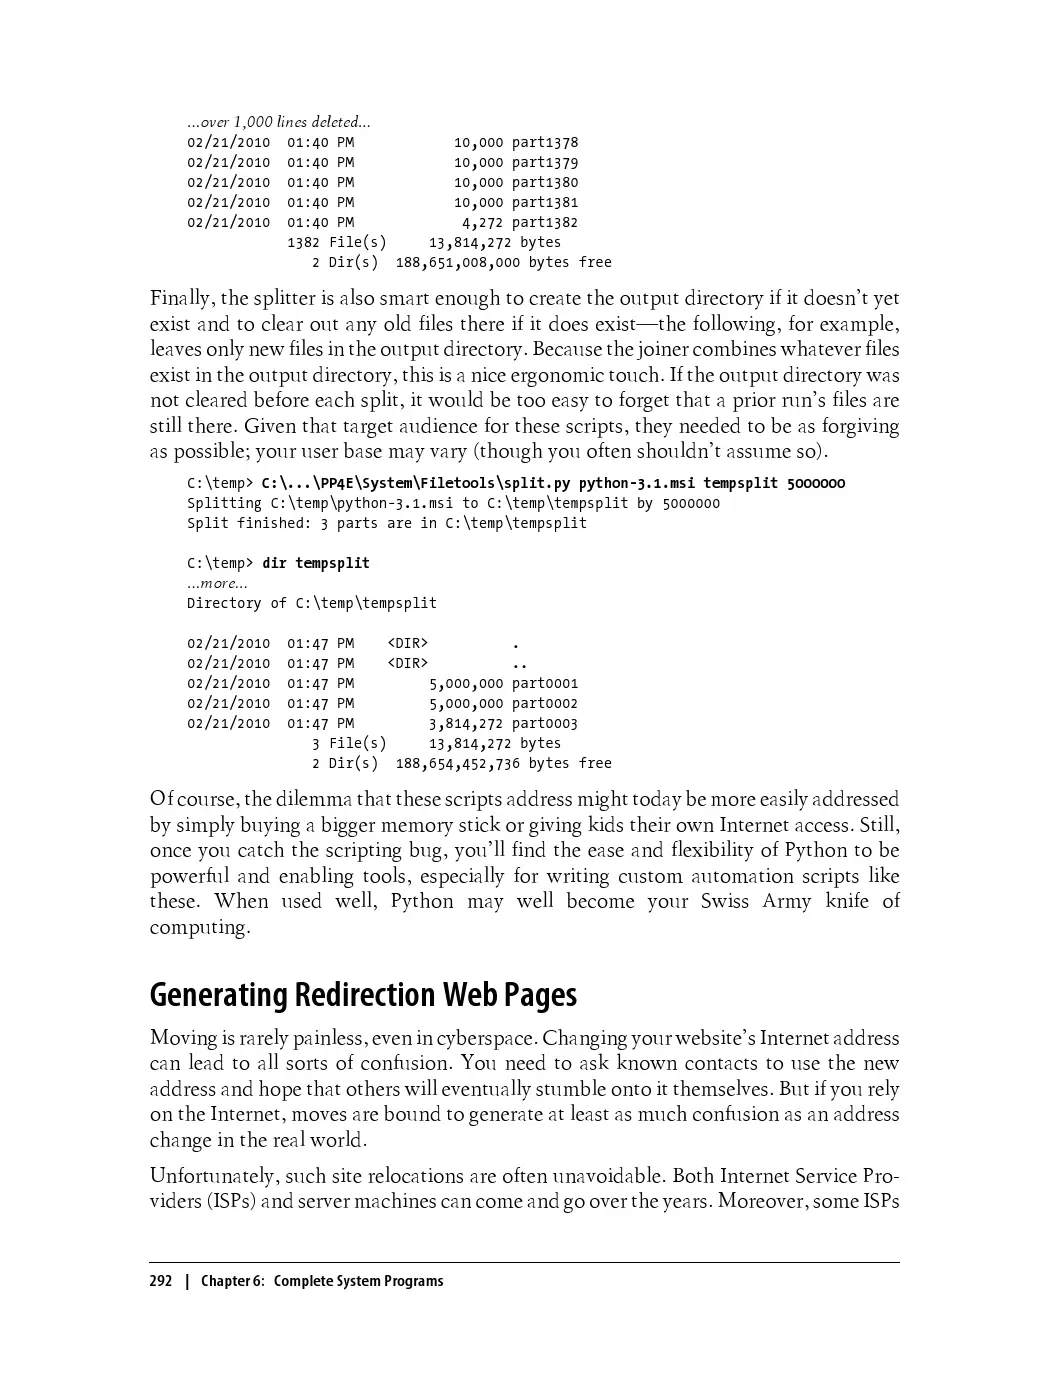 ...over 1,000 lines deleted...
02/21/2010  01:40 PM            10,000 part1378
02/21/2010  01:40 PM            10,000 part1379
02/21/2010  01:40 PM            10,000 part1380
02/21/2010  01:40 PM            10,000 part1381
02/21/2010  01:40 PM             4,272 part1382
            1382 File(s)     13,814,272 bytes
               2 Dir(s)  188,651,008,000 bytes free
Finally, the splitter is also smart enough to create the output directory if it doesn’t yet
exist and to clear out any old files there if it does exist—the following, for example,
leaves only new files in the output directory. Because the joiner combines whatever files
exist in the output directory, this is a nice ergonomic touch. If the output directory was
not cleared before each split, it would be too easy to forget that a prior run’s files are
still there. Given that target audience for these scripts, they needed to be as forgiving
as possible; your user base may vary (though you often shouldn’t assume so).
C:\temp> C:\...\PP4E\System\Filetools\split.py python-3.1.msi tempsplit 5000000
Splitting C:\temp\python-3.1.msi to C:\temp\tempsplit by 5000000
Split finished: 3 parts are in C:\temp\tempsplit
C:\temp> dir tempsplit
...more...
Directory of C:\temp\tempsplit
02/21/2010  01:47 PM    <DIR>          .
02/21/2010  01:47 PM    <DIR>          ..
02/21/2010  01:47 PM         5,000,000 part0001
02/21/2010  01:47 PM         5,000,000 part0002
02/21/2010  01:47 PM         3,814,272 part0003
               3 File(s)     13,814,272 bytes
               2 Dir(s)  188,654,452,736 bytes free
Of course, the dilemma that these scripts address might today be more easily addressed
by simply buying a bigger memory stick or giving kids their own Internet access. Still,
once you catch the scripting bug, you’ll find the ease and flexibility of Python to be
powerful and enabling tools, especially for writing custom automation scripts like
these. When used well, Python may well become your Swiss Army knife of
computing.
Generating Redirection Web Pages
Moving is rarely painless, even in cyberspace. Changing your website’s Internet address
can lead to all sorts of confusion. You need to ask known contacts to use the new
address and hope that others will eventually stumble onto it themselves. But if you rely
on the Internet, moves are bound to generate at least as much confusion as an address
change in the real world.
Unfortunately, such site relocations are often unavoidable. Both Internet Service Pro-
viders (ISPs) and server machines can come and go over the years. Moreover, some ISPs
292 | Chapter 6: Complete System Programs